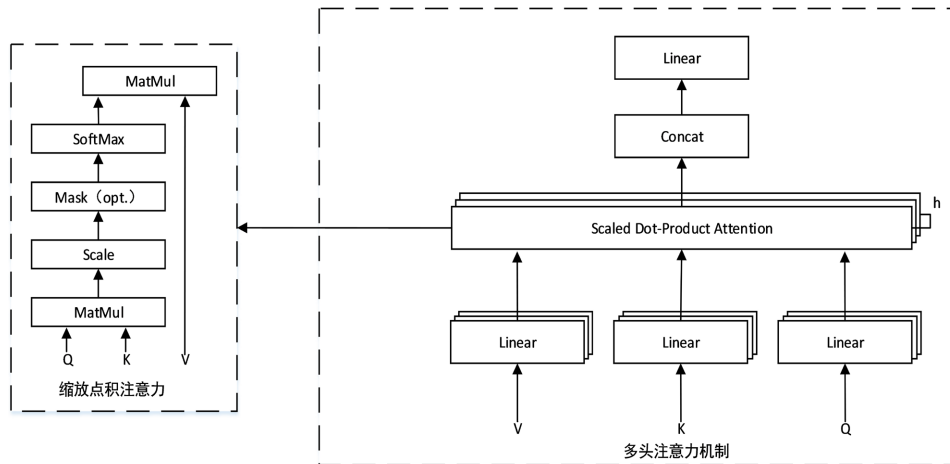 MatMul
SoftMax
Mask（opt.）
Scale
MatMul
Q K V
缩放点积注意力
Linear
Concat
h
Scaled Dot-Product Attention
Linear Linear Linear
V K Q
多头注意力机制